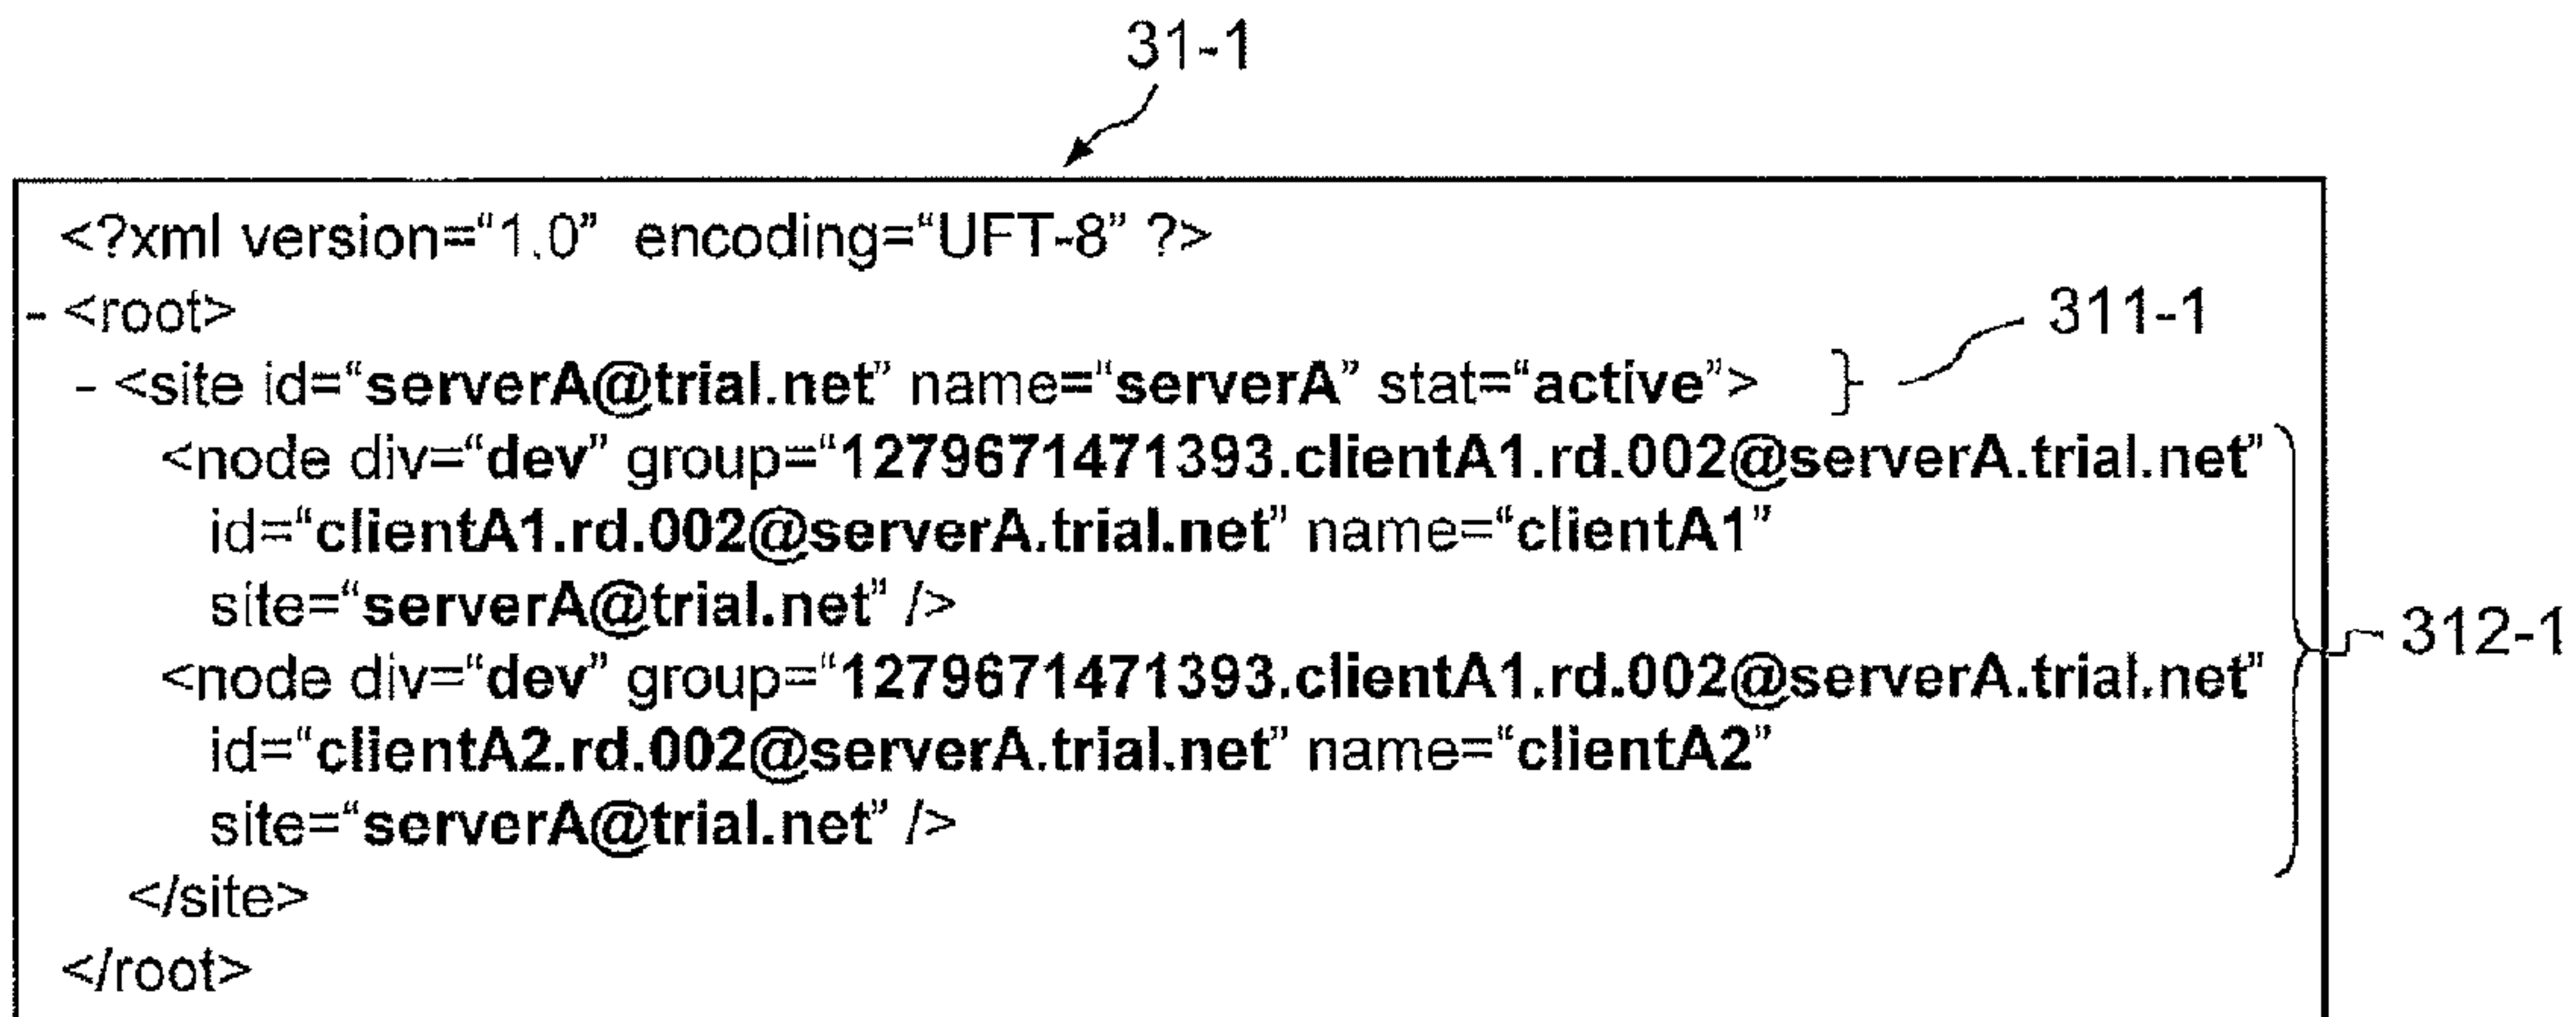 31-1
<?xml version=“1.0”  encoding=“UFT-8” ?>
- <root>
311-1
- <site id=“serverA@trial.net” name=“serverA” stat=“active”>
<node div=“dev” group=“1279671471393.clientA1.rd.002@serverA.trial.net”
id=“clientA1.rd.002@serverA.trial.net” name=“clientA1”
site=“serverA@trial.net” />
312-1
<node div=“dev” group=“1279671471393.clientA1.rd.002@serverA.trial.net”
id=“clientA2.rd.002@serverA.trial.net” name=“clientA2”
site=“serverA@trial.net” />
</site>
</root>